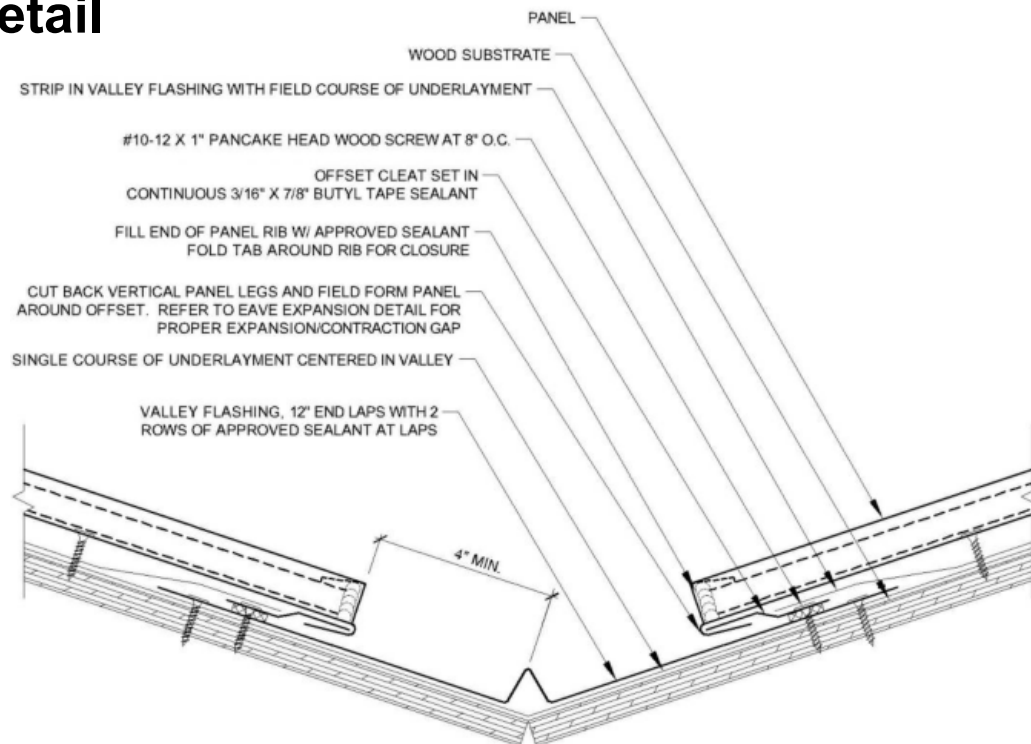 etail
PANEL
WOOD SUBSTRATE
STRIP IN VALLEY FLASHING WITH FIELD COURSE OF UNDERLAYMENT
#10-12 X 1" PANCAKE HEAD WOOD SCREW AT 8" O.C.
OFFSET CLEAT SET IN
CONTINUOUS 3/16" X 7/8" BUTYL TAPE SEALANT
FILL END OF PANEL RIB W/ APPROVED SEALANT
FOLD TAB AROUND RIB FOR CLOSURE
CUT BACK VERTICAL PANEL LEGS AND FIELD FORM PANEL
AROUND OFFSET. REFER TO EAVE EXPANSION DETAIL FOR
PROPER EXPANSION/CONTRACTION GAP
SINGLE COURSE OF UNDERLAYMENT CENTERED IN VALLEY
VALLEY FLASHING, 12" END LAPS WITH 2
ROWS OF APPROVED SEALANT AT LAPS
4" MIN.